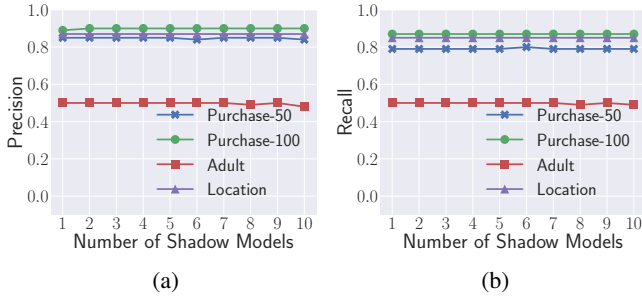 1.0
0.8
0.6
0.4
0.2
0.0
Precision
Purchase-50
Purchase-100
Adult
Location
1 2 3 4 5 6 7 8 9 10
Number of Shadow Models
(a)
1.0
0.8
0.6
0.4
0.2
0.0
Recall
Purchase-50
Purchase-100
Adult
Location
1 2 3 4 5 6 7 8 9 10
Number of Shadow Models
(b)